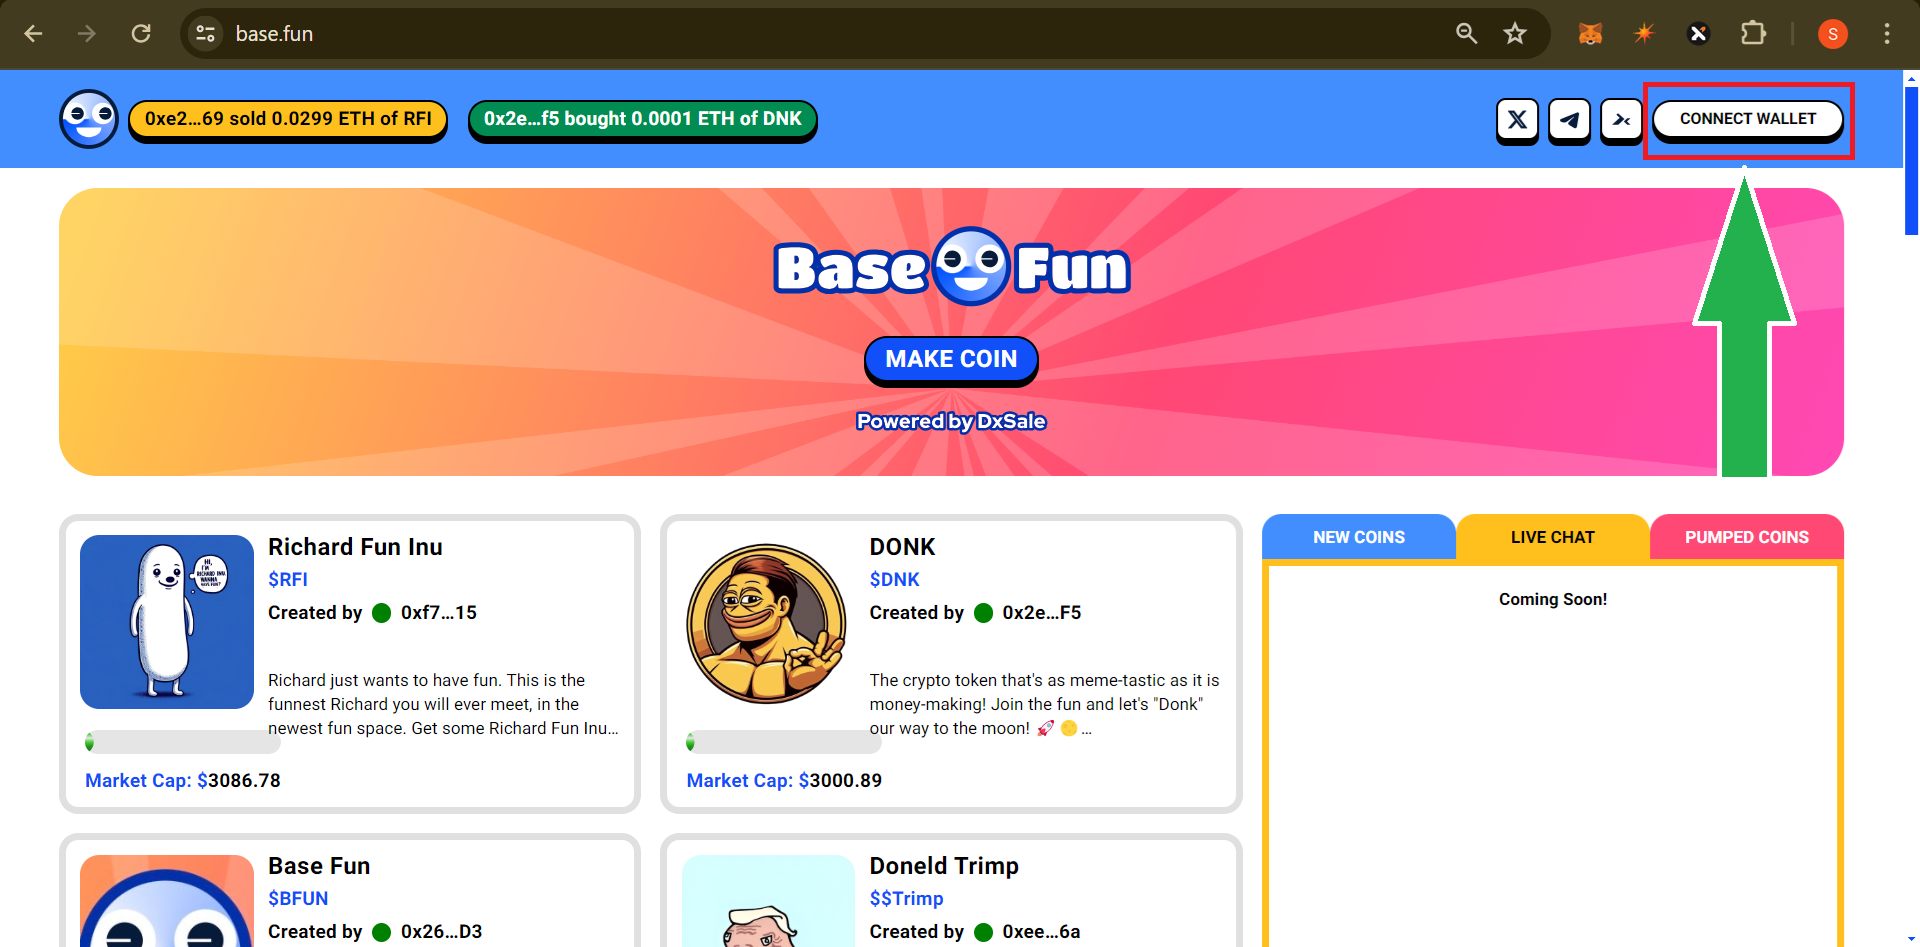 base.fun
S
0xe2...69 sold 0.0299 ETH of RFI
0x2e...f5 bought 0.0001 ETH of DNK
CONNECT WALLET
Base Fun
MAKE COIN
Powered by DxSale
Richard Fun Inu
$RFI
Created by 0xf7...15
HI,
I'M
RICHARD INU
WANNA
HAVE FUN?
Richard just wants to have fun. This is the
funnest Richard you will ever meet, in the
newest fun space. Get some Richard Fun Inu...
Market Cap: $3086.78
DONK
$DNK
Created by 0x2e...F5
The crypto token that's as meme-tastic as it is
money-making! Join the fun and let's "Donk"
our way to the moon! 🚀 🌕 ...
Market Cap: $3000.89
NEW COINS
LIVE CHAT
PUMPED COINS
Coming Soon!
Base Fun
$BFUN
Created by 0x26...D3
Doneld Trimp
$$Trimp
Created by 0xee...6a